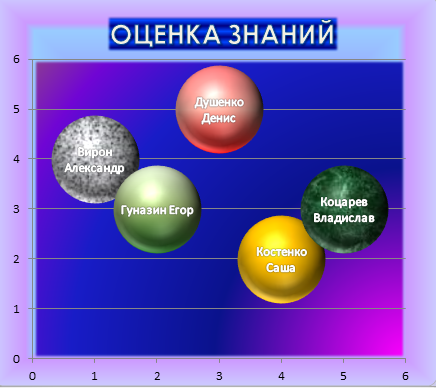 ОЦЕНКА ЗНАНИЙ
6
5
4
3
2
1
0
Душенко
Денис
Вирон
Александр
Гуназин Егор
Коцарев
Владислав
Костенко
Саша
0 1 2 3 4 5 6